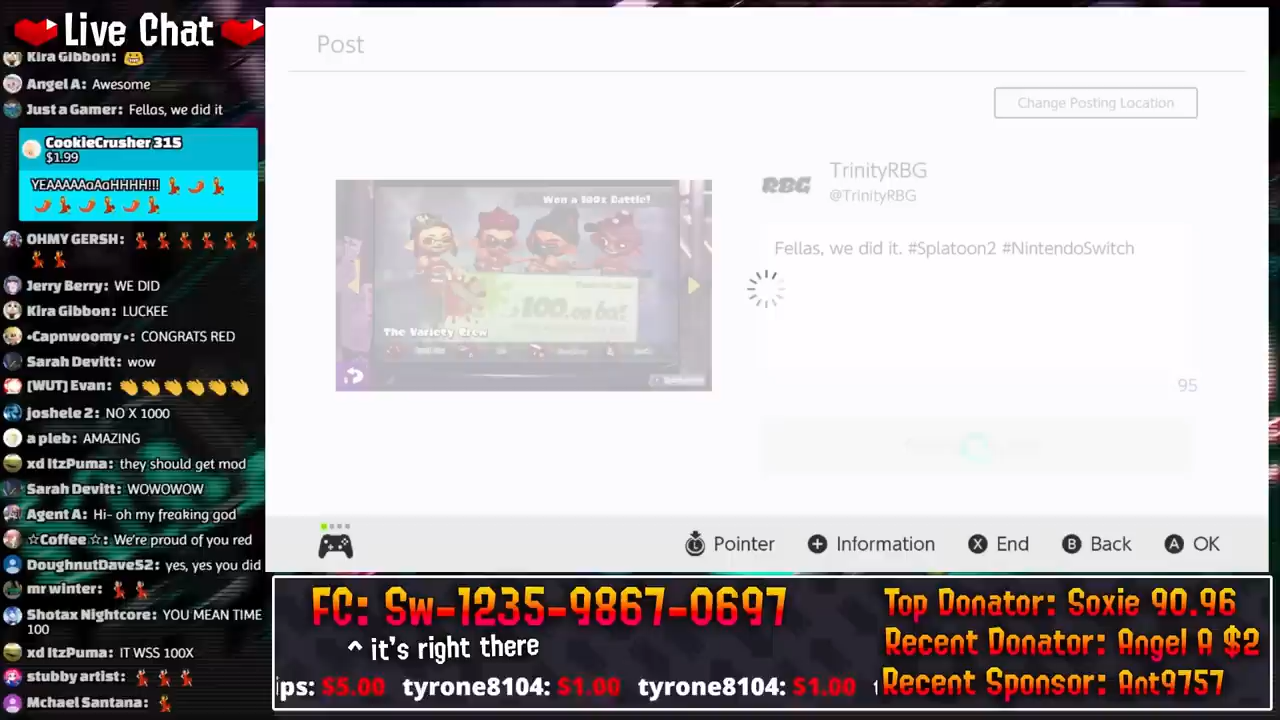 Live Chat
Kira Gibbon:
Angel A: Awesome
Just a Gamer: Fellas, we did it
CookieCrusher 315
$1.99
YEAAAAAaAaHHHH!!!
OHMY GERSH:
Jerry Berry: WE DID
Kira Gibbon: LUCKEE
•Capnwoomy•: CONGRATS RED
Sarah Devitt: wow
[WUT] Evan:
joshele 2: NO X 1000
a pleb: AMAZING
xd ItzPuma: they should get mod
Sarah Devitt: WOWOWOW
Agent A: Hi- oh my freaking god
☆Coffee☆: We're proud of you red
DoughnutDave52: yes, yes you did
mr winter:
Shotax Nightcore: YOU MEAN TIME
100
xd ItzPuma: IT WSS 100X
stubby artist:
Mchael Santana:
Post
Change Posting Location
Won a 100x Battle!
The Variety Crew
RBG
TrinityRBG
@TrinityRBG
Fellas, we did it. #Splatoon2 #NintendoSwitch
95
Pointer
Information
X End
B Back
A OK
FC: Sw-1235-9867-0697
^ it's right there
ips: $5.00 tyrone8104: $1.00 tyrone8104: $1.00
Top Donator: Soxie 90.96
Recent Donator: Angel A $2
Recent Sponsor: Ant9757